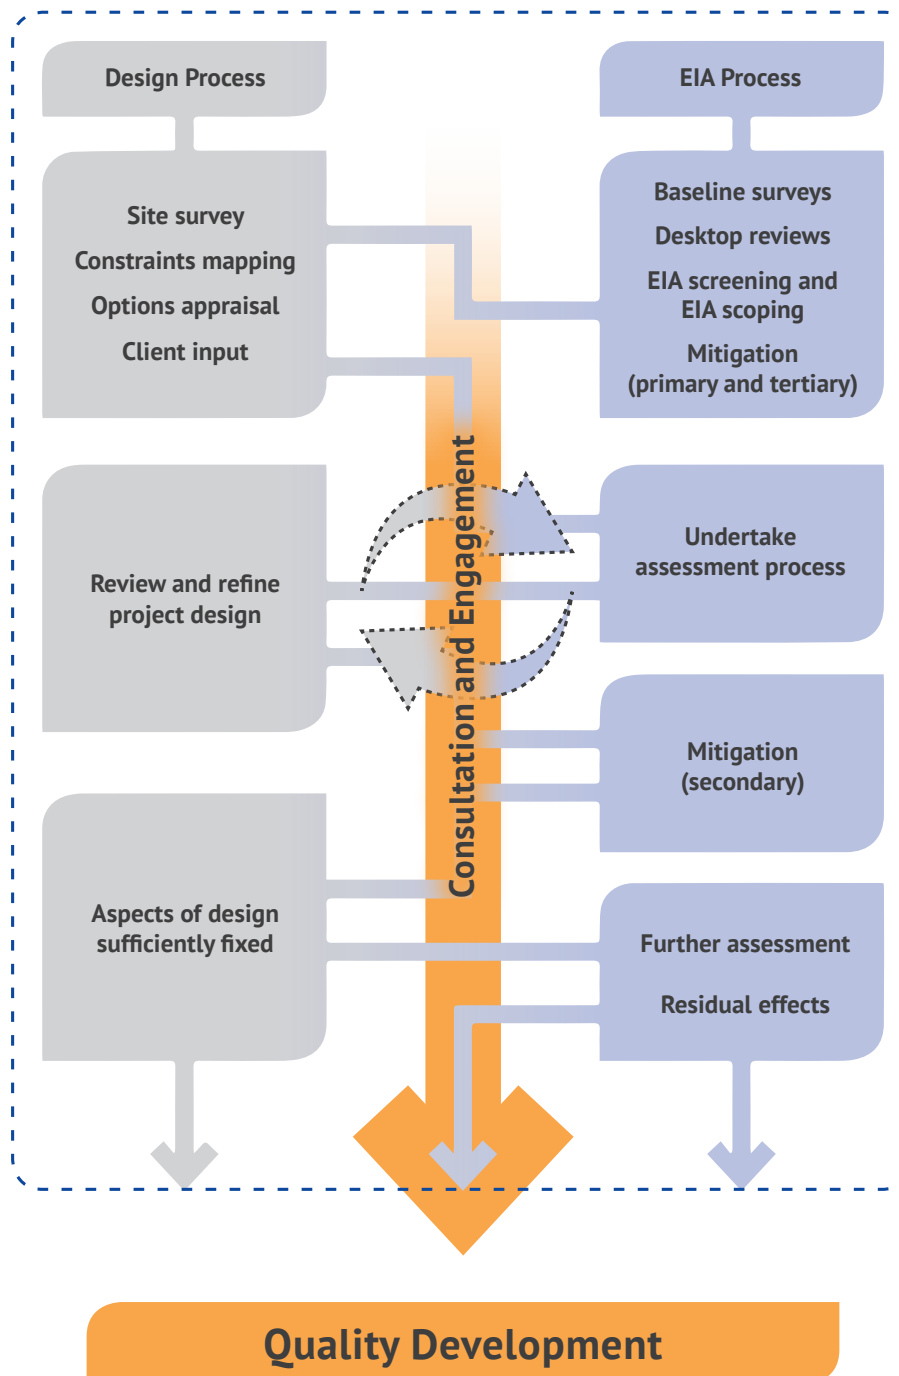 Design Process
Site survey
Constraints mapping
Options appraisal
Client input
Review and refine
project design
Aspects of design
sufficiently fixed
Consultation and Engagement
EIA Process
Baseline surveys
Desktop reviews
EIA screening and
EIA scoping
Mitigation
(primary and tertiary)
Undertake
assessment process
Mitigation
(secondary)
Further assessment
Residual effects
Quality Development